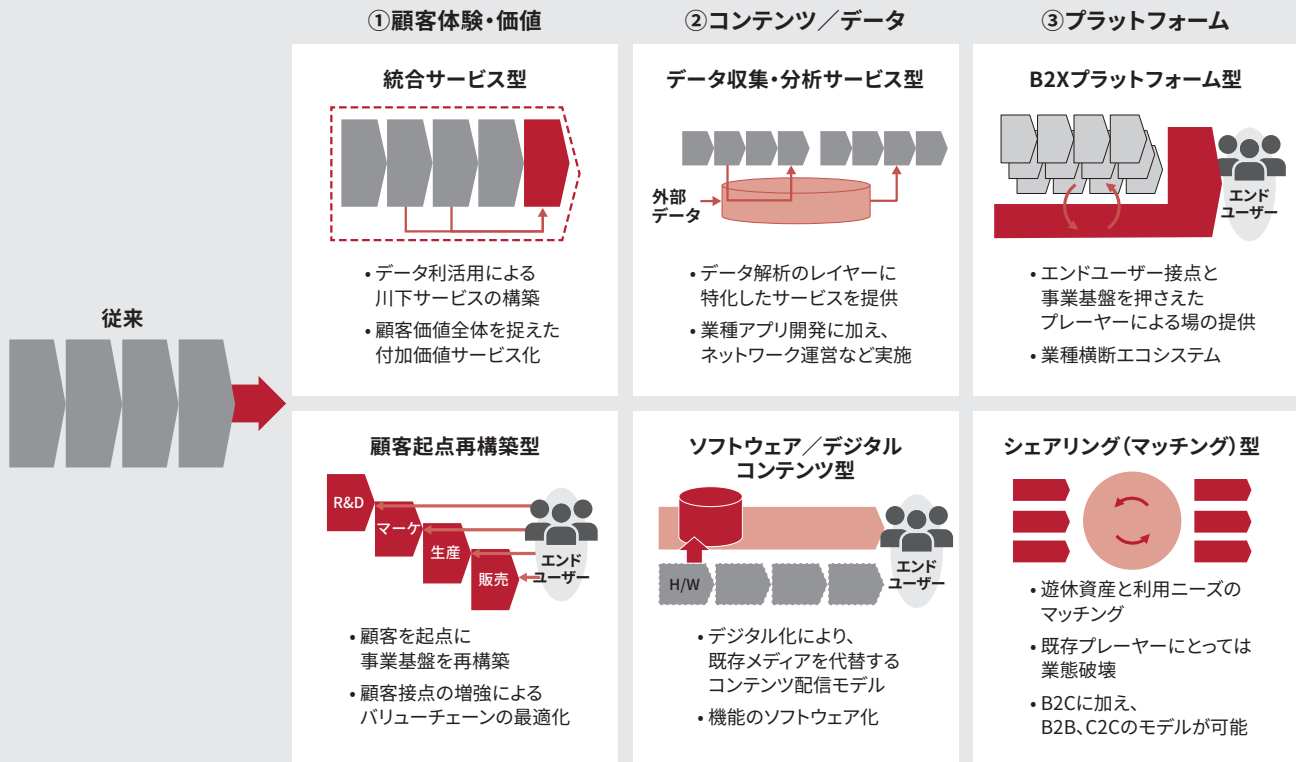 ①顧客体験・価値
②コンテンツ／データ
③プラットフォーム
従来
統合サービス型
• データ利活用による
川下サービスの構築
• 顧客価値全体を捉えた
付加価値サービス化
データ収集・分析サービス型
外部
データ
• データ解析のレイヤーに
特化したサービスを提供
• 業種アプリ開発に加え、
ネットワーク運営など実施
B2Xプラットフォーム型
エンド
ユーザー
• エンドユーザー接点と
事業基盤を押さえた
プレーヤーによる場の提供
• 業種横断エコシステム
顧客起点再構築型
R&D
マーケ
生産
販売
エンド
ユーザー
• 顧客を起点に
事業基盤を再構築
• 顧客接点の増強による
バリューチェーンの最適化
ソフトウェア／デジタル
コンテンツ型
H/W
エンド
ユーザー
• デジタル化により、
既存メディアを代替する
コンテンツ配信モデル
• 機能のソフトウェア化
シェアリング（マッチング）型
• 遊休資産と利用ニーズの
マッチング
• 既存プレーヤーにとっては
業態破壊
• B2Cに加え、
B2B、C2Cのモデルが可能